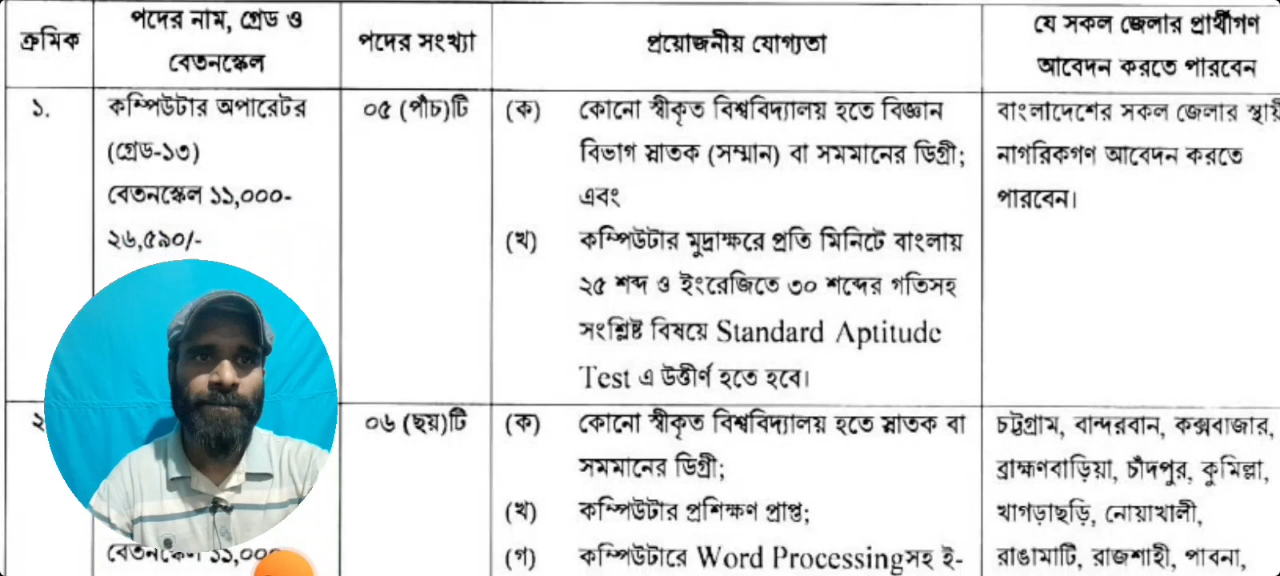 ক্রমিক
পদের নাম, গ্রেড ও
বেতনস্কেল
পদের সংখ্যা
প্রয়োজনীয় যোগ্যতা
যে সকল জেলার প্রার্থীগণ
আবেদন করতে পারবেন
১.
কম্পিউটার অপারেটর
(গ্রেড-১৩)
বেতনস্কেল ১১,০০০-
২৬,৫৯০/-
০৫ (পাঁচ)টি
(ক) কোনো স্বীকৃত বিশ্ববিদ্যালয় হতে বিজ্ঞান
বিভাগ স্নাতক (সম্মান) বা সমমানের ডিগ্রী;
এবং
(খ) কম্পিউটার মুদ্রাক্ষরে প্রতি মিনিটে বাংলায়
২৫ শব্দ ও ইংরেজিতে ৩০ শব্দের গতিসহ
সংশ্লিষ্ট বিষয়ে Standard Aptitude
Test এ উত্তীর্ণ হতে হবে।
বাংলাদেশের সকল জেলার স্থায়ী
নাগরিকগণ আবেদন করতে
পারবেন।
২
বেতনস্কেল ১১,০০
০৬ (ছয়)টি
(ক) কোনো স্বীকৃত বিশ্ববিদ্যালয় হতে স্নাতক বা
সমমানের ডিগ্রী;
(খ) কম্পিউটার প্রশিক্ষণ প্রাপ্ত;
(গ) কম্পিউটারে Word Processingসহ ই-
চট্টগ্রাম, বান্দরবান, কক্সবাজার,
ব্রাহ্মণবাড়িয়া, চাঁদপুর, কুমিল্লা,
খাগড়াছড়ি, নোয়াখালী,
রাঙামাটি, রাজশাহী, পাবনা,